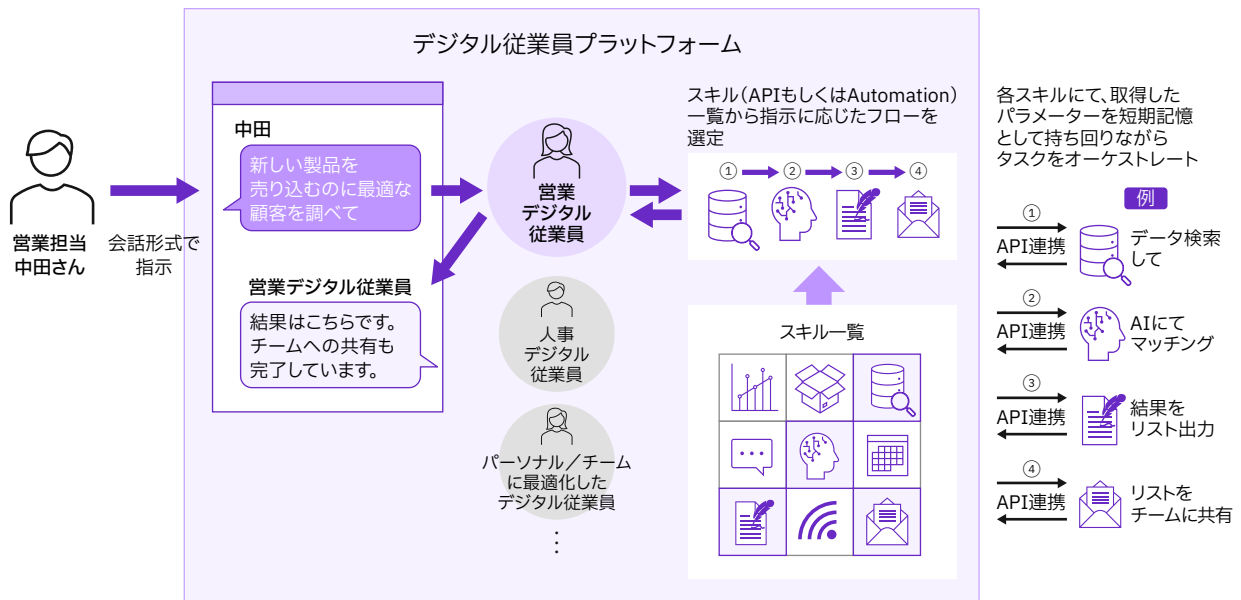 デジタル従業員プラットフォーム
営業担当
中田さん
会話形式で
指示
中田
新しい製品を
売り込むのに最適な
顧客を調べて
営業デジタル従業員
結果はこちらです。
チームへの共有も
完了しています。
営業
デジタル
従業員
人事
デジタル
従業員
パーソナル／チーム
に最適化した
デジタル従業員
⋮
スキル（APIもしくはAutomation）
一覧から指示に応じたフローを
選定
① ② ③ ④
スキル一覧
各スキルにて、取得した
パラメーターを短期記憶
として持ち回りながら
タスクをオーケストレート
例
①
API連携
データ検索
して
②
API連携
AIにて
マッチング
③
API連携
結果を
リスト出力
④
API連携
リストを
チームに共有